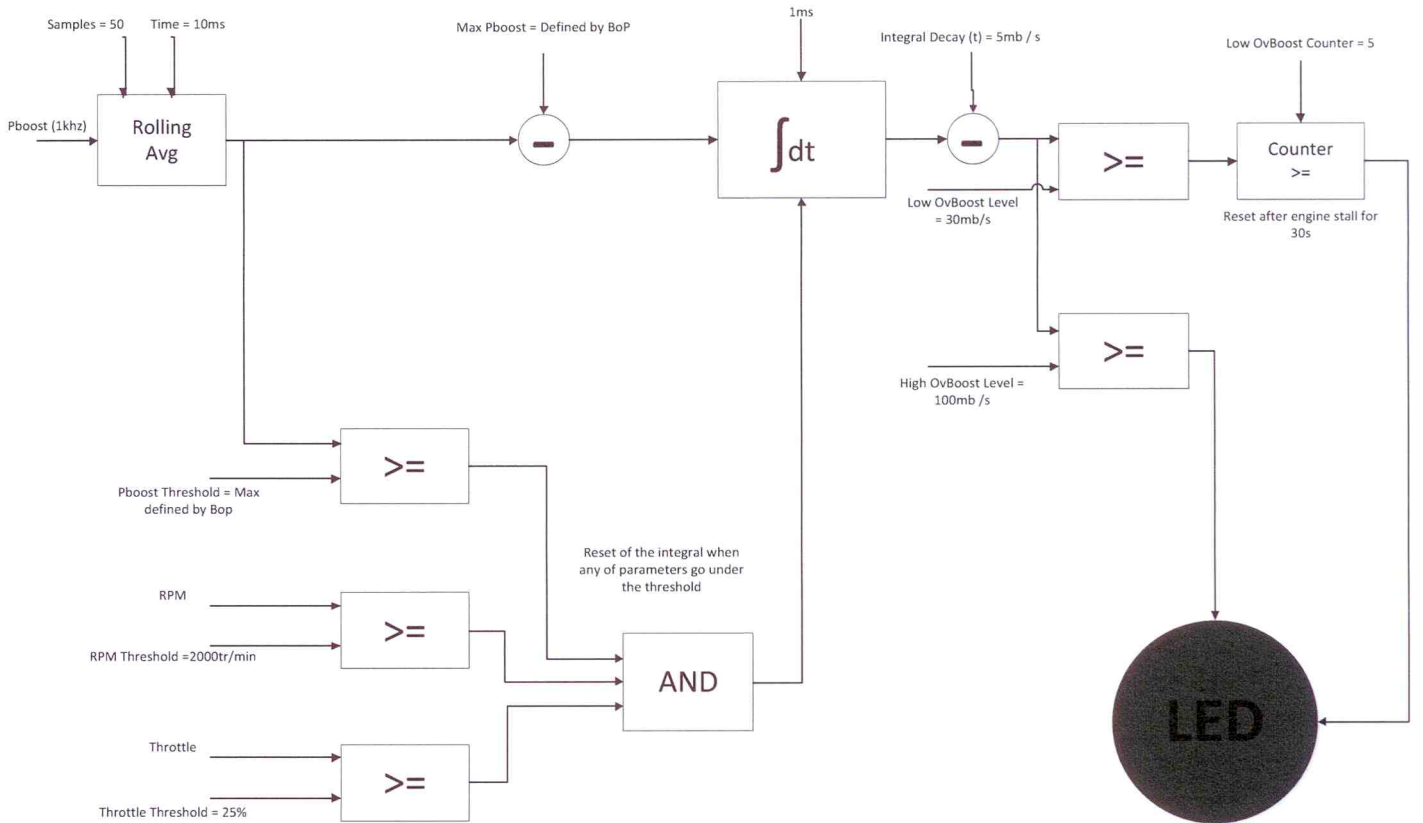 Samples = 50
Time = 10ms
Max Pboost = Defined by BoP
1ms
Integral Decay (t) = 5mb / s
Low OvBoost Counter = 5
Pboost (1khz)
Rolling
Avg
-
∫dt
-
>=
Counter
>=
Low OvBoost Level
= 30mb/s
Reset after engine stall for
30s
>=
High OvBoost Level =
100mb /s
>=
Pboost Threshold = Max
defined by Bop
Reset of the integral when
any of parameters go under
the threshold
RPM
>=
RPM Threshold =2000tr/min
AND
LED
Throttle
>=
Throttle Threshold = 25%